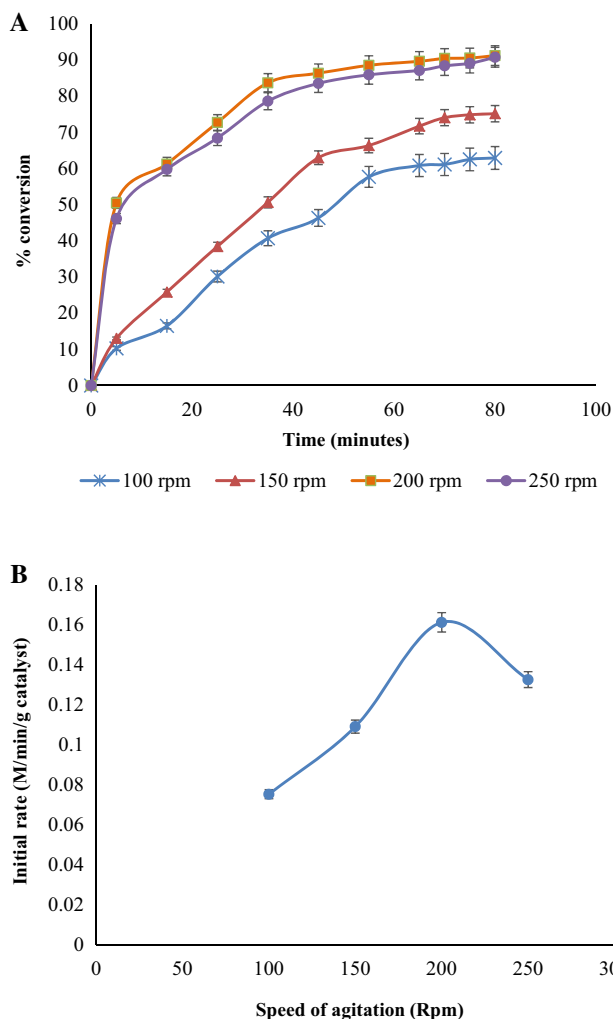 A
100
90
80
70
60
50
40
30
20
10
0
% conversion
0 20 40 60 80 100
Time (minutes)
100 rpm 150 rpm 200 rpm 250 rpm
B
0.18
0.16
0.14
0.12
0.1
0.08
0.06
0.04
0.02
0
Initial rate (M/min/g catalyst)
0 50 100 150 200 250 30
Speed of agitation (Rpm)